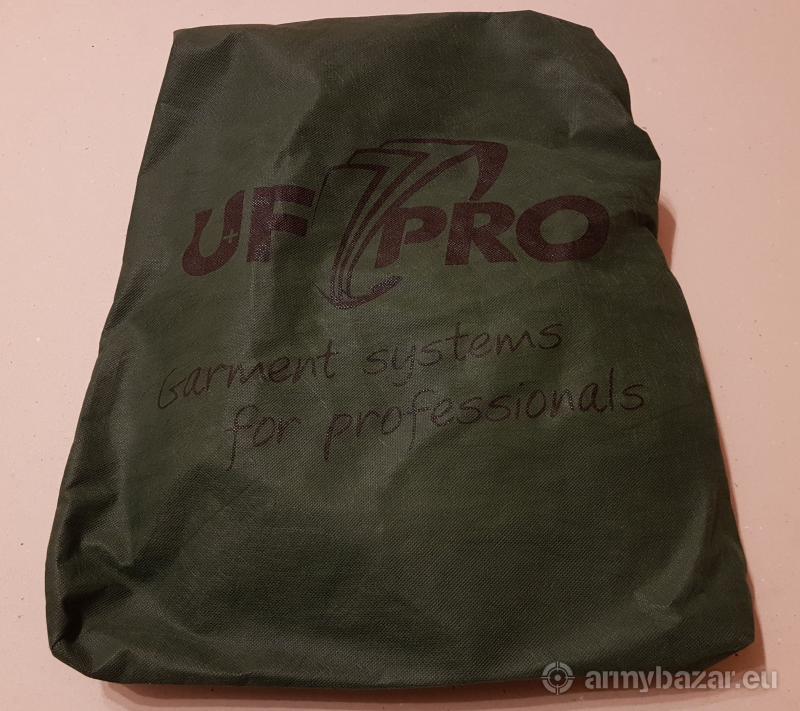 UF PRO
Garment systems
for professionals
armybazar.eu